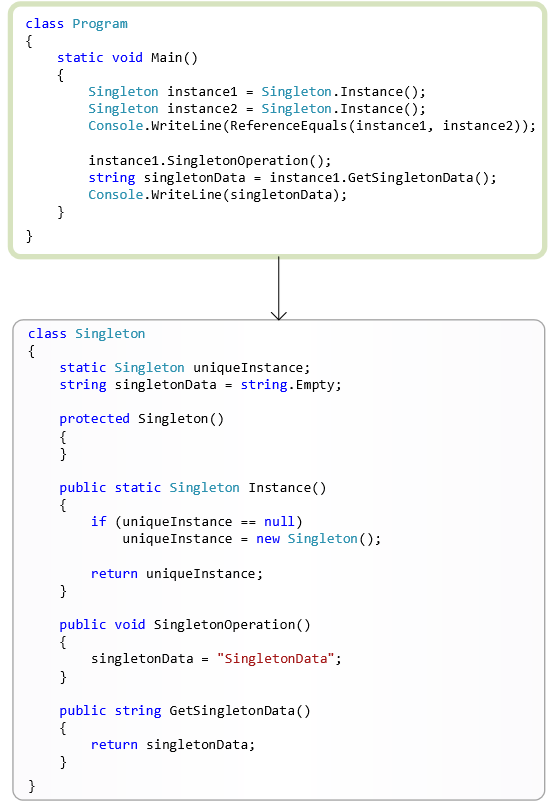 class Program
{
    static void Main()
    {
        Singleton instance1 = Singleton.Instance();
        Singleton instance2 = Singleton.Instance();
        Console.WriteLine(ReferenceEquals(instance1, instance2));

        instance1.SingletonOperation();
        string singletonData = instance1.GetSingletonData();
        Console.WriteLine(singletonData);
    }
}
class Singleton
{
    static Singleton uniqueInstance;
    string singletonData = string.Empty;

    protected Singleton()
    {
    }

    public static Singleton Instance()
    {
        if (uniqueInstance == null)
            uniqueInstance = new Singleton();

        return uniqueInstance;
    }

    public void SingletonOperation()
    {
        singletonData = "SingletonData";
    }

    public string GetSingletonData()
    {
        return singletonData;
    }
}